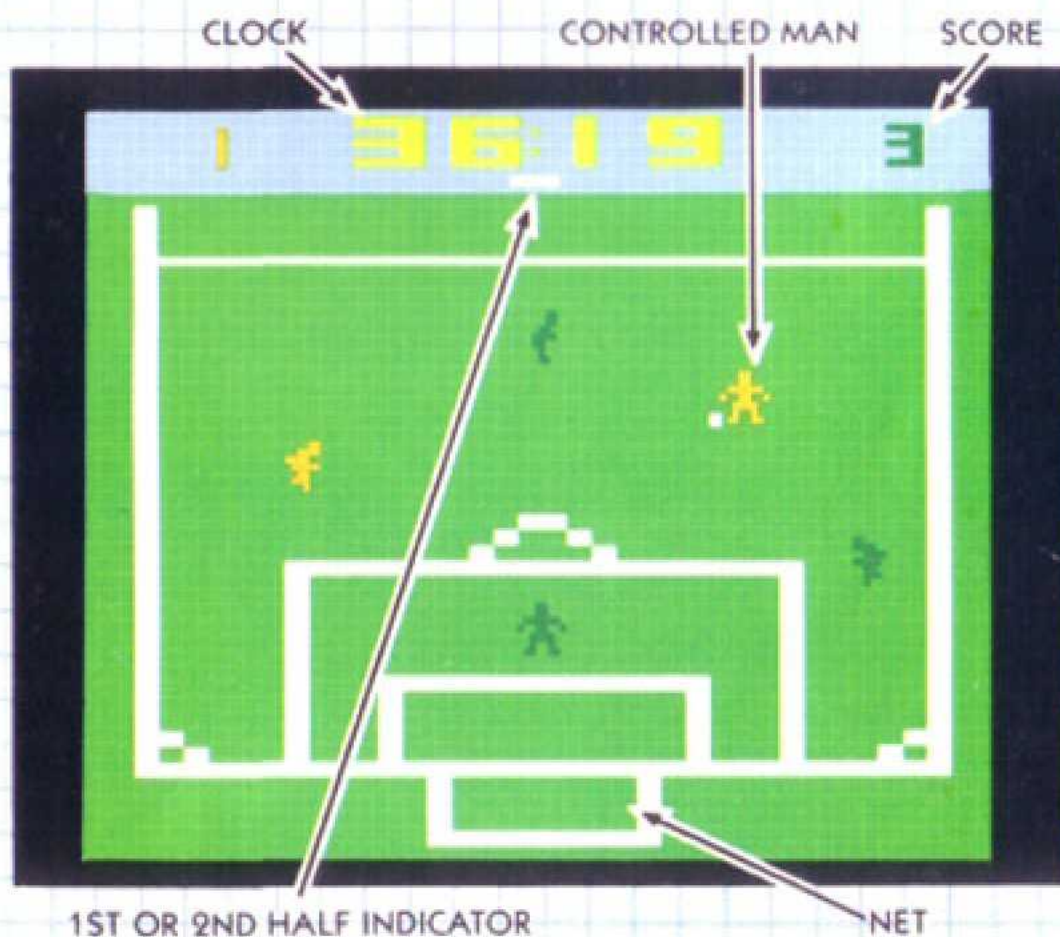 CLOCK CONTROLLED MAN SCORE
1 36:19 3
1ST OR 2ND HALF INDICATOR NET